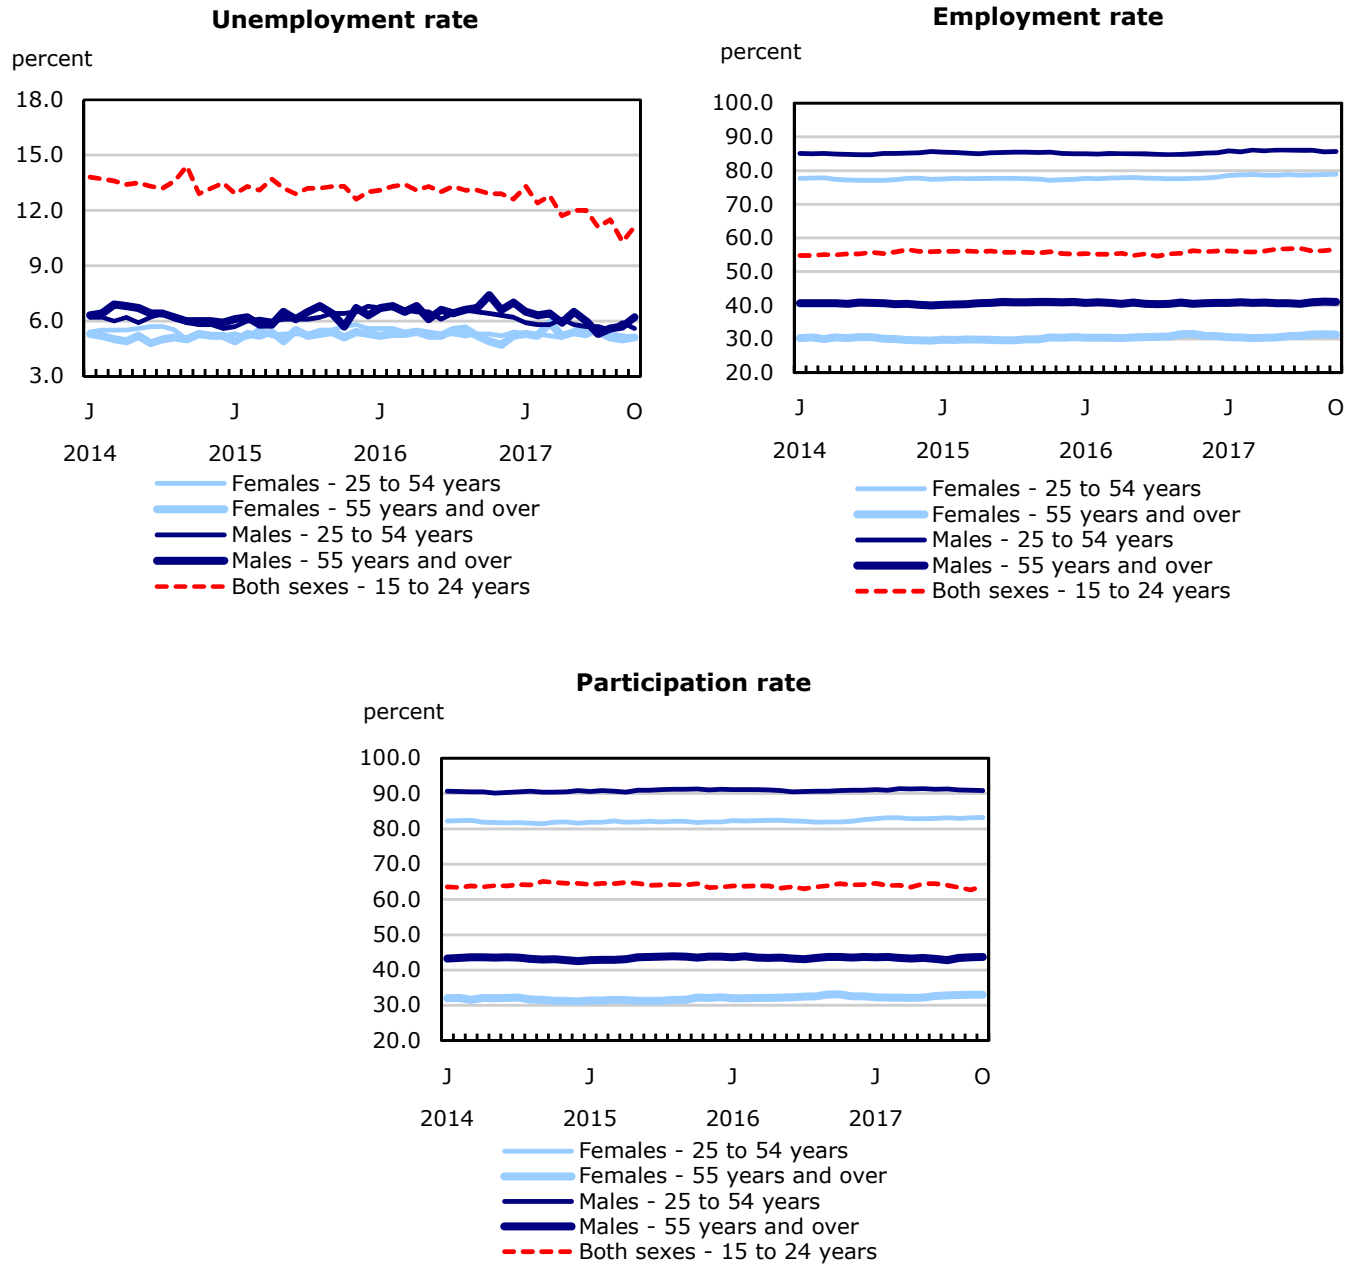 Unemployment rate
percent
18.0
15.0
12.0
9.0
6.0
3.0
J J J J O
2014 2015 2016 2017
Females - 25 to 54 years
Females - 55 years and over
Males - 25 to 54 years
Males - 55 years and over
Both sexes - 15 to 24 years
Employment rate
percent
100.0
90.0
80.0
70.0
60.0
50.0
40.0
30.0
20.0
J J J J O
2014 2015 2016 2017
Females - 25 to 54 years
Females - 55 years and over
Males - 25 to 54 years
Males - 55 years and over
Both sexes - 15 to 24 years
Participation rate
percent
100.0
90.0
80.0
70.0
60.0
50.0
40.0
30.0
20.0
J J J J O
2014 2015 2016 2017
Females - 25 to 54 years
Females - 55 years and over
Males - 25 to 54 years
Males - 55 years and over
Both sexes - 15 to 24 years